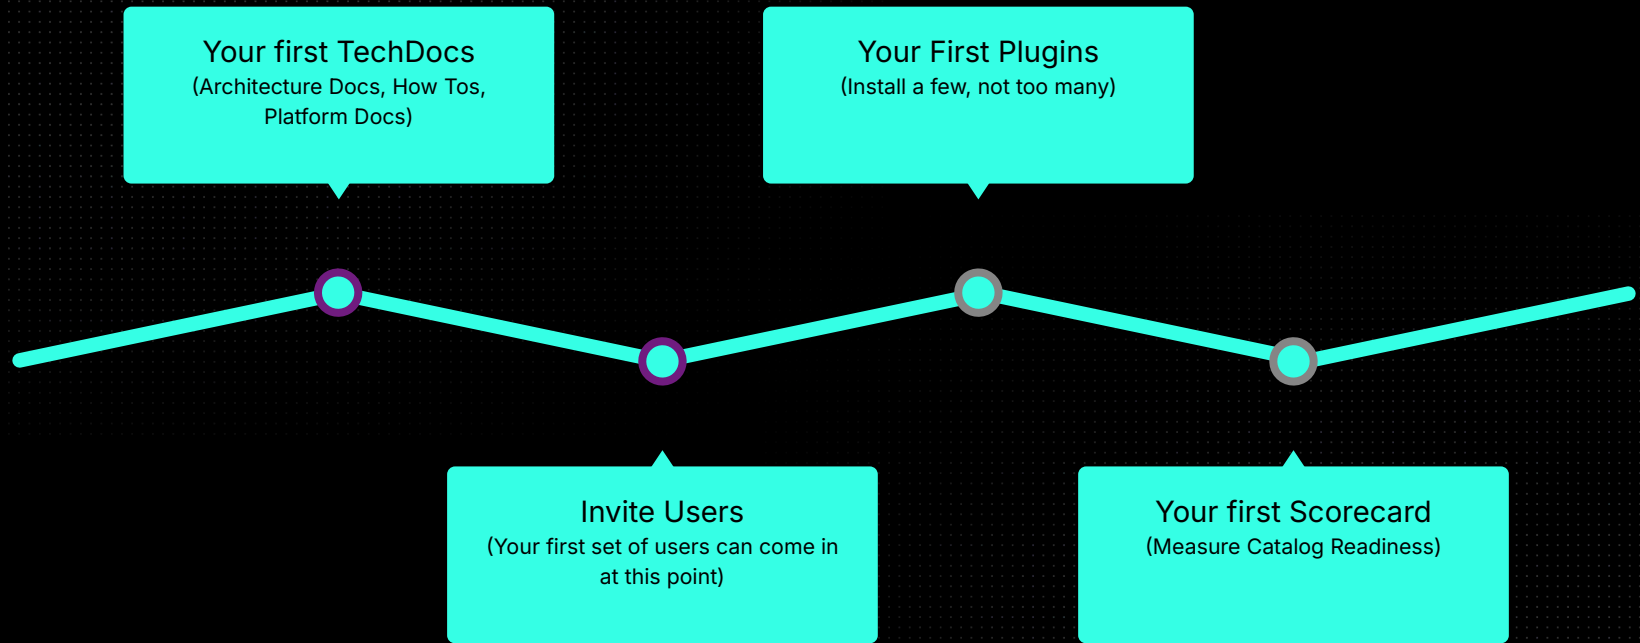 Your first TechDocs
(Architecture Docs, How Tos,
Platform Docs)
Your First Plugins
(Install a few, not too many)
Invite Users
(Your first set of users can come in
at this point)
Your first Scorecard
(Measure Catalog Readiness)